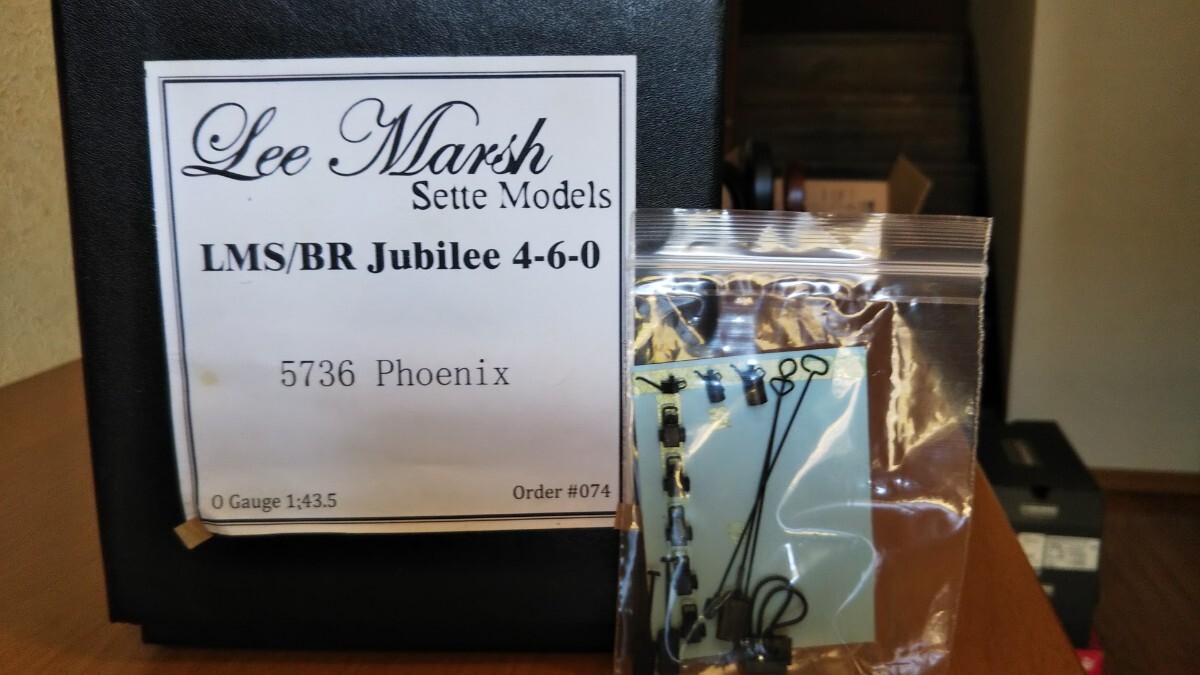 Lee Marsh
Sette Models
LMS/BR Jubilee 4-6-0
5736 Phoenix
O Gauge 1;43.5
Order #074